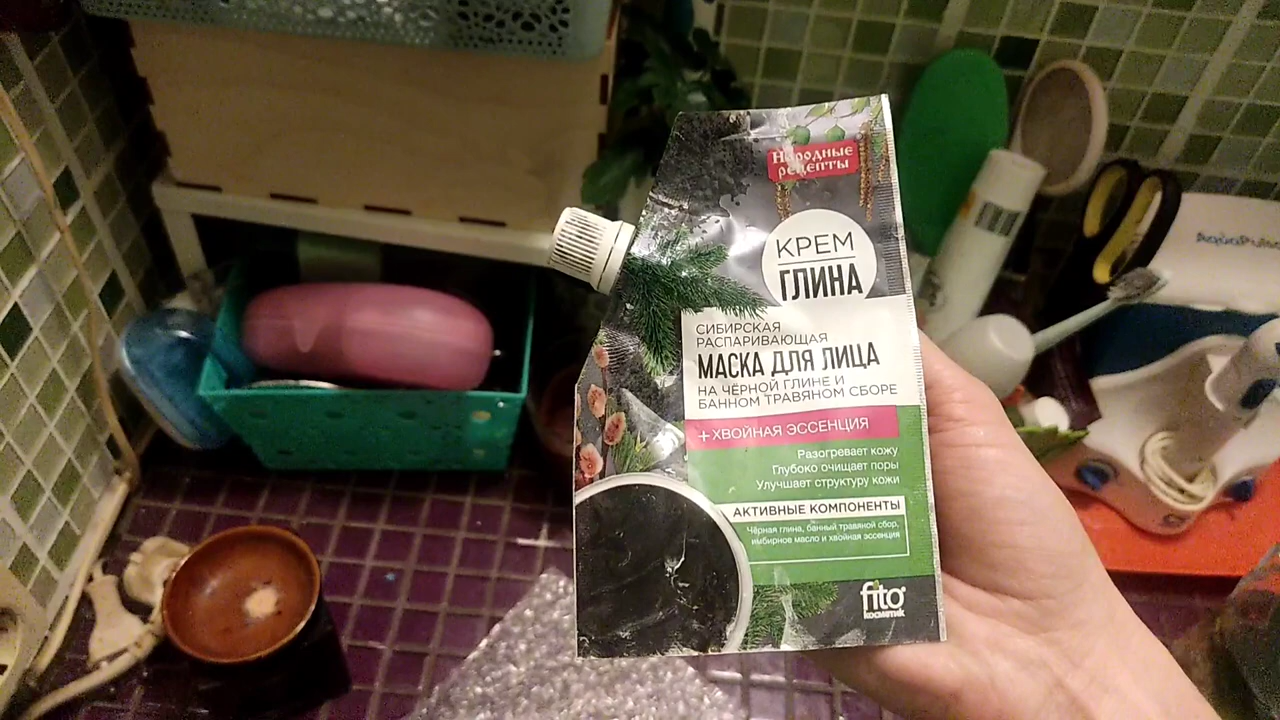 Народные
рецепты
КРЕМ
ГЛИНА
СИБИРСКАЯ
РАСПАРИВАЮЩАЯ
МАСКА ДЛЯ ЛИЦА
НА ЧЁРНОЙ ГЛИНЕ И
БАННОМ ТРАВЯНОМ СБОРЕ
+ ХВОЙНАЯ ЭССЕНЦИЯ
Разогревает кожу
Глубоко очищает поры
Улучшает структуру кожи
АКТИВНЫЕ КОМПОНЕНТЫ
Чёрная глина, банный травяной сбор,
имбирное масло и хвойная эссенция
fito
косметик